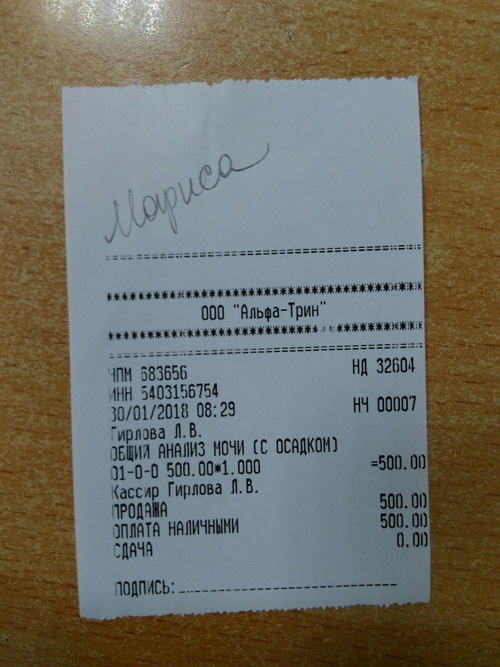 Мариса
ООО "Альфа-Трин"
ЧПМ 683656 НД 32604
ИНН 5403156754
30/01/2018 08:29 НЧ 00007
Гирлова Л.В.
ОБЩИЙ АНАЛИЗ МОЧИ (С ОСАДКОМ)
01-0-0 500.00*1.000 =500.00
Кассир Гирлова Л.В.
ПРОДАЖА 500.00
ОПЛАТА НАЛИЧНЫМИ 500.00
СДАЧА 0.00
ПОДПИСЬ: